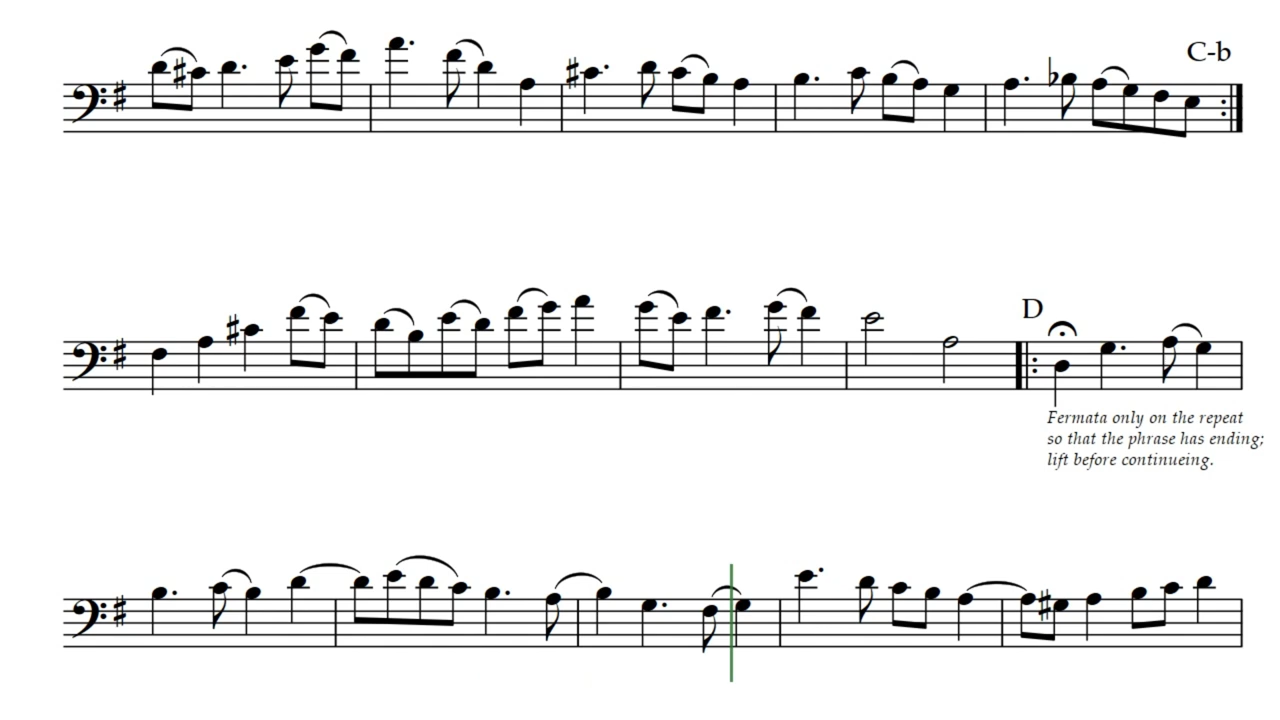 C-b
D
Fermata only on the repeat
so that the phrase has ending;
lift before continueing.